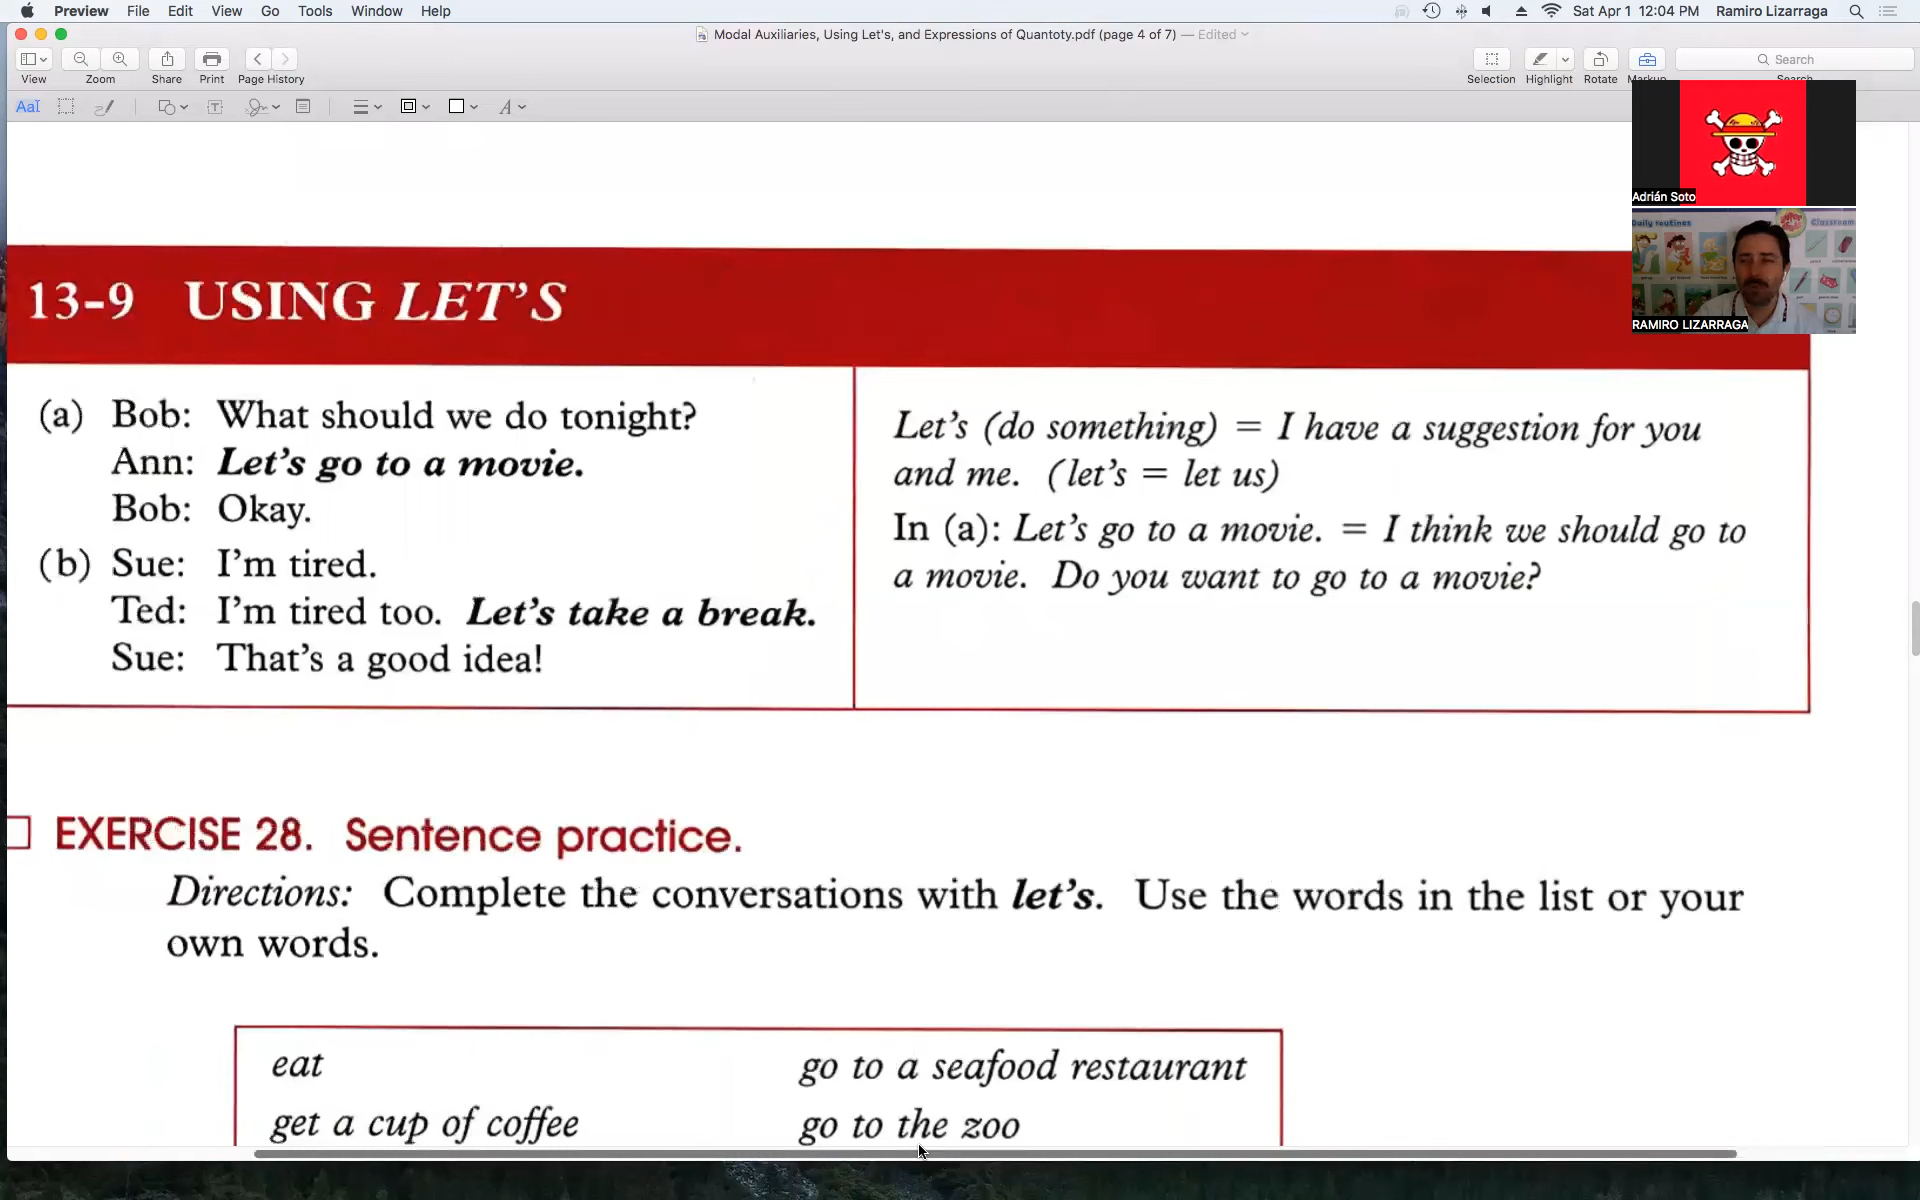 Preview File Edit View Go Tools Window Help
Sat Apr 1 12:04 PM Ramiro Lizarraga
Modal Auxiliaries, Using Let's, and Expressions of Quantoty.pdf (page 4 of 7) — Edited
Search
View Zoom Share Print Page History
Selection Highlight Rotate Markup Search
AaI
Adrián Soto
Daily routines
Classroom
RAMIRO LIZARRAGA
13-9 USING LET'S
(a) Bob: What should we do tonight?
Ann: Let's go to a movie.
Bob: Okay.
(b) Sue: I'm tired.
Ted: I'm tired too. Let's take a break.
Sue: That's a good idea!
Let's (do something) = I have a suggestion for you
and me. (let's = let us)
In (a): Let's go to a movie. = I think we should go to
a movie. Do you want to go to a movie?
EXERCISE 28. Sentence practice.
Directions: Complete the conversations with let's. Use the words in the list or your
own words.
eat
get a cup of coffee
go to a seafood restaurant
go to the zoo